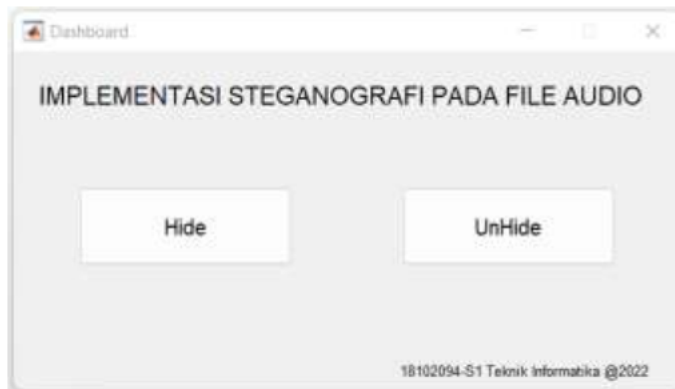 Dashboard
IMPLEMENTASI STEGANOGRAFI PADA FILE AUDIO
Hide UnHide
18102094-S1 Teknik Informatika @2022